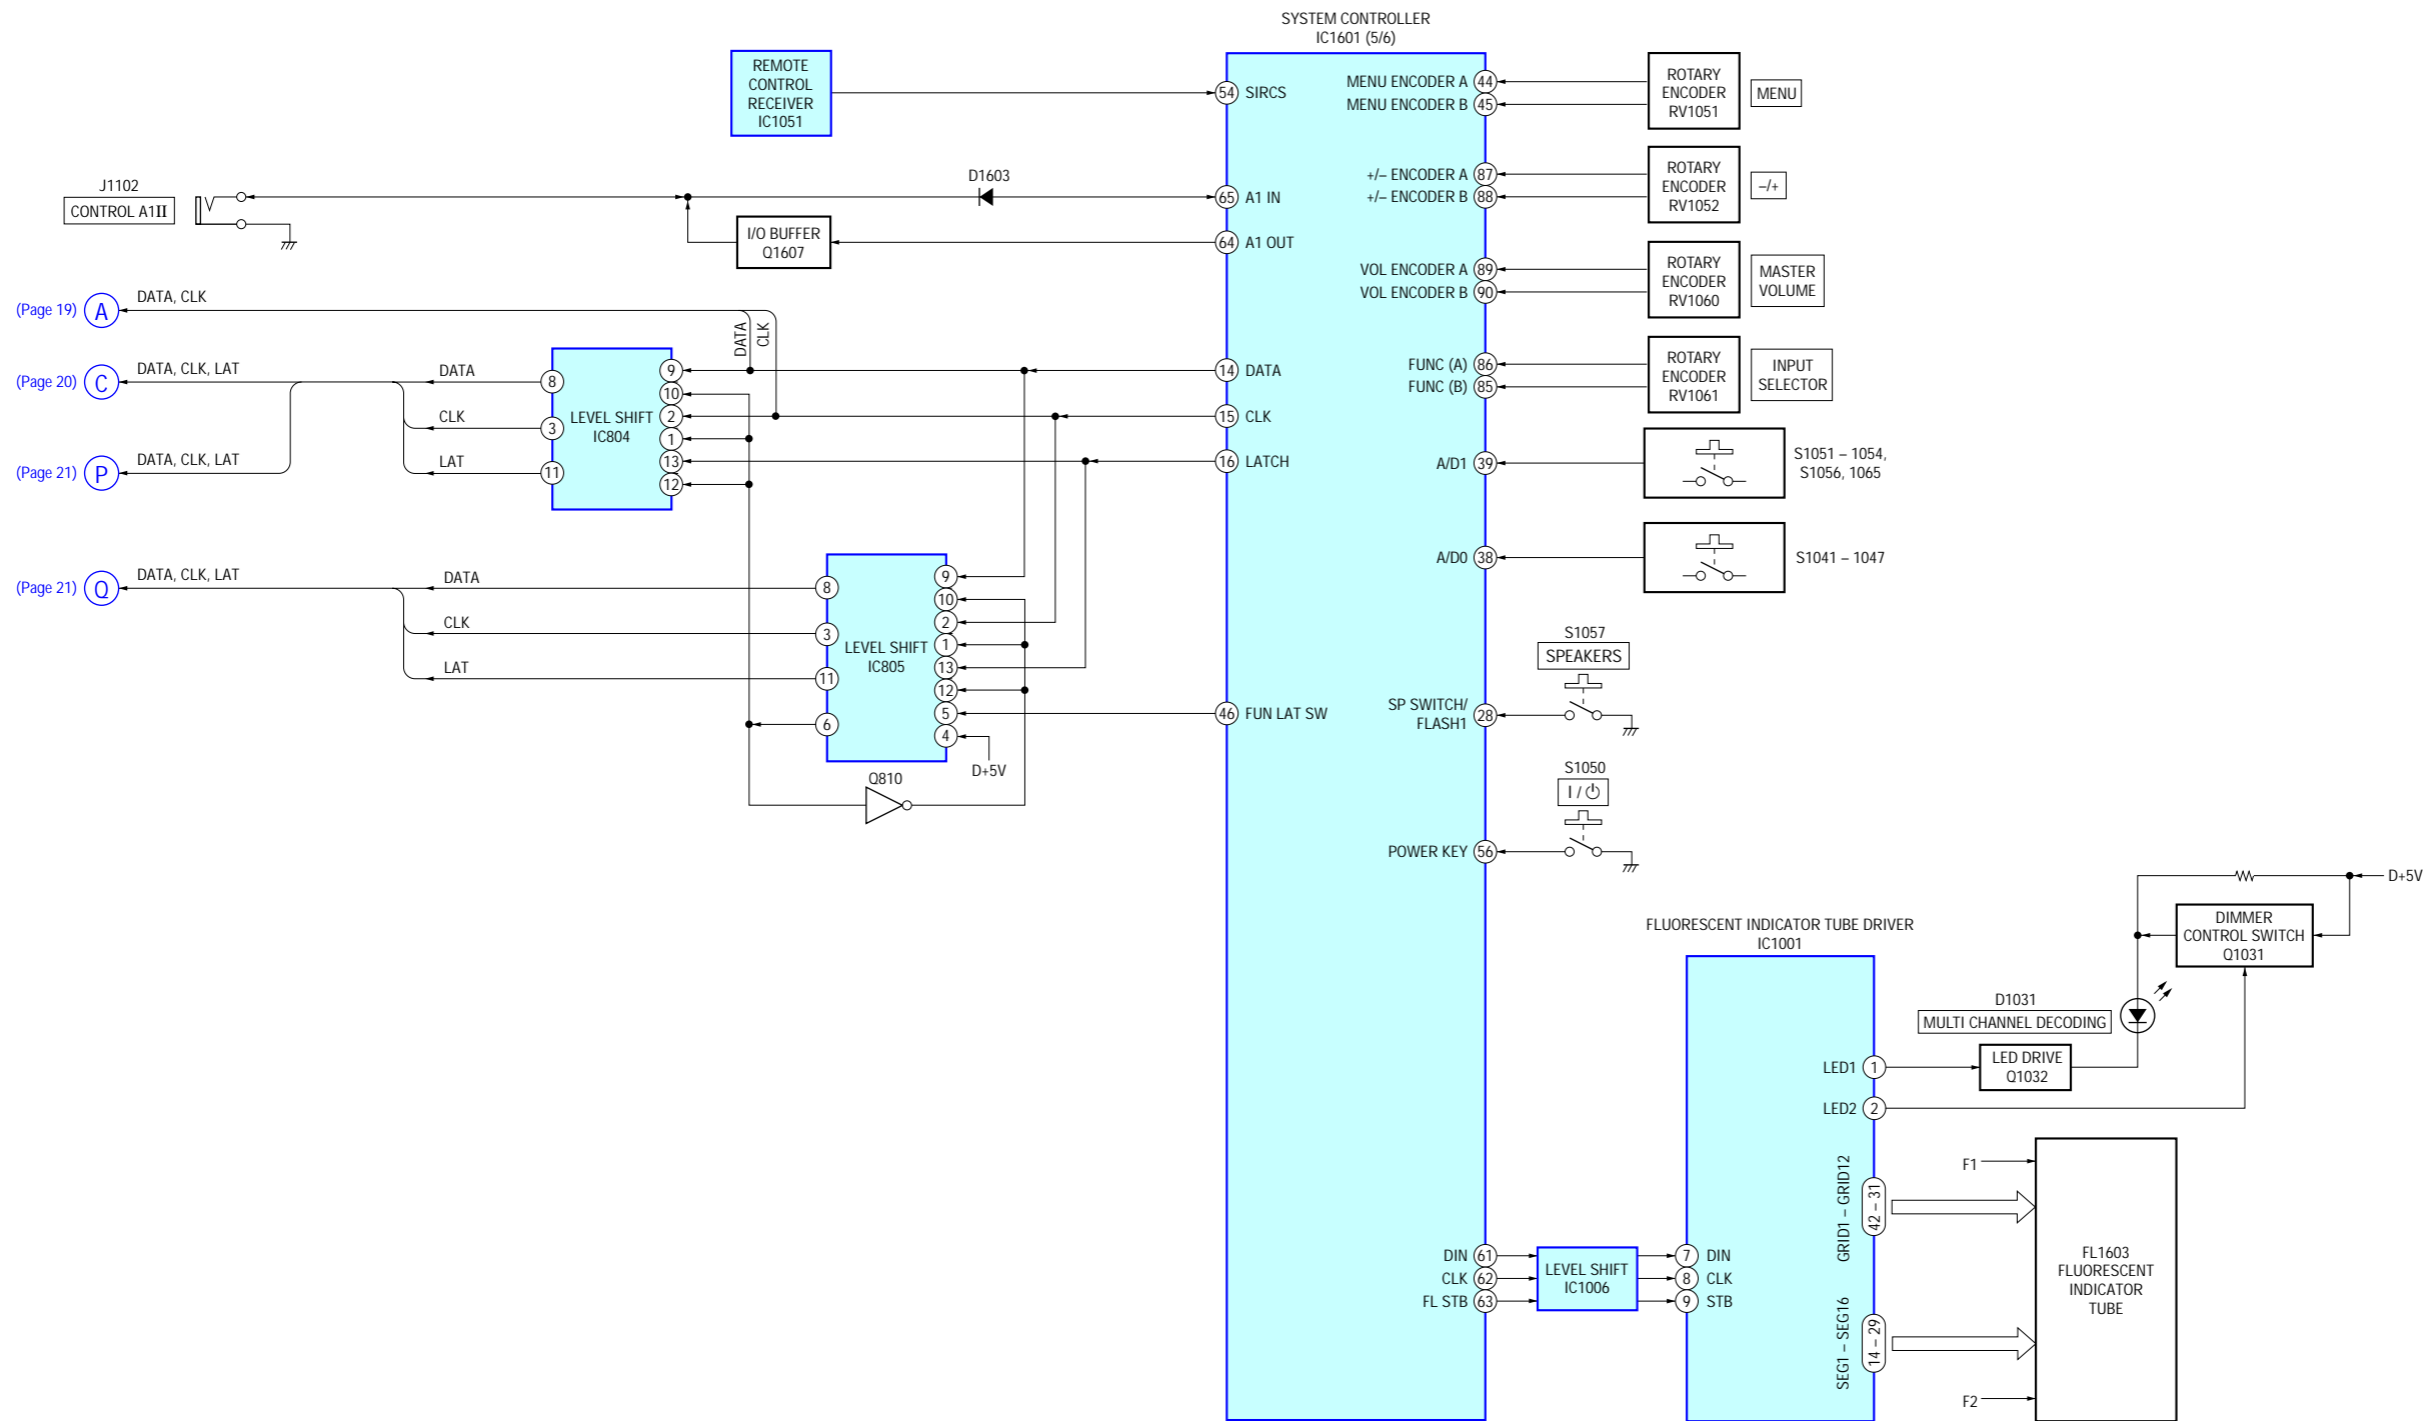 SYSTEM CONTROLLER
IC1601 (5/6)
REMOTE
CONTROL
RECEIVER
IC1051
54 SIRCS
MENU ENCODER A 44
MENU ENCODER B 45
ROTARY
ENCODER
RV1051
MENU
J1102
CONTROL A1II
D1603
65 A1 IN
I/O BUFFER
Q1607
64 A1 OUT
+/– ENCODER A 87
+/– ENCODER B 88
ROTARY
ENCODER
RV1052
–/+
VOL ENCODER A 89
VOL ENCODER B 90
ROTARY
ENCODER
RV1060
MASTER
VOLUME
(Page 19) A DATA, CLK
DATA
CLK
(Page 20) C DATA, CLK, LAT
DATA
CLK
LAT
(Page 21) P DATA, CLK, LAT
8
3
11
LEVEL SHIFT
IC804
9
10
2
1
13
12
14 DATA
15 CLK
16 LATCH
FUNC (A) 86
FUNC (B) 85
ROTARY
ENCODER
RV1061
INPUT
SELECTOR
A/D1 39
S1051 – 1054,
S1056, 1065
A/D0 38
S1041 – 1047
(Page 21) Q DATA, CLK, LAT
DATA
CLK
LAT
8
3
11
6
LEVEL SHIFT
IC805
9
10
2
1
13
12
5
4
D+5V
Q810
46 FUN LAT SW
S1057
SPEAKERS
SP SWITCH/
FLASH1
28
S1050
I / ⏻
POWER KEY 56
D+5V
DIMMER
CONTROL SWITCH
Q1031
FLUORESCENT INDICATOR TUBE DRIVER
IC1001
D1031
MULTI CHANNEL DECODING
LED1 1
LED DRIVE
Q1032
LED2 2
GRID1 – GRID12
42 – 31
SEG1 – SEG16
14 – 29
F1
FL1603
FLUORESCENT
INDICATOR
TUBE
F2
DIN 61
CLK 62
FL STB 63
LEVEL SHIFT
IC1006
7 DIN
8 CLK
9 STB